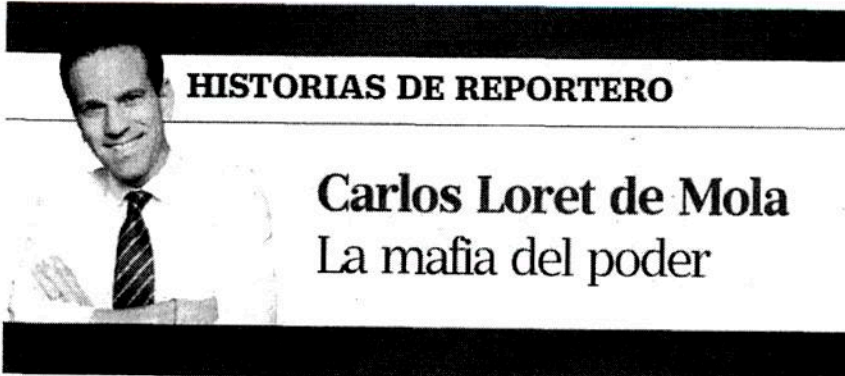 HISTORIAS DE REPORTERO
Carlos Loret de Mola
La mafia del poder